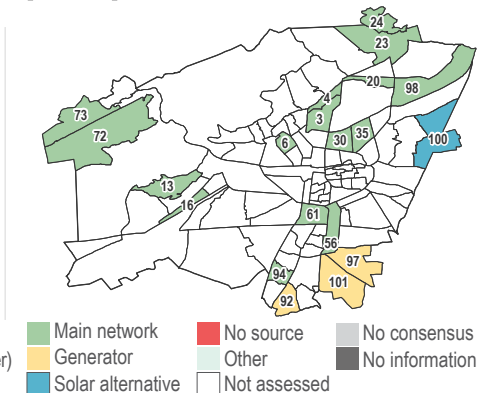 24
23
20
98
4
3
73
72
30
35
6
100
13
16
61
56
97
94
101
92
Main network
No source
No consensus
er)
Generator
Other
No information
Solar alternative
Not assessed